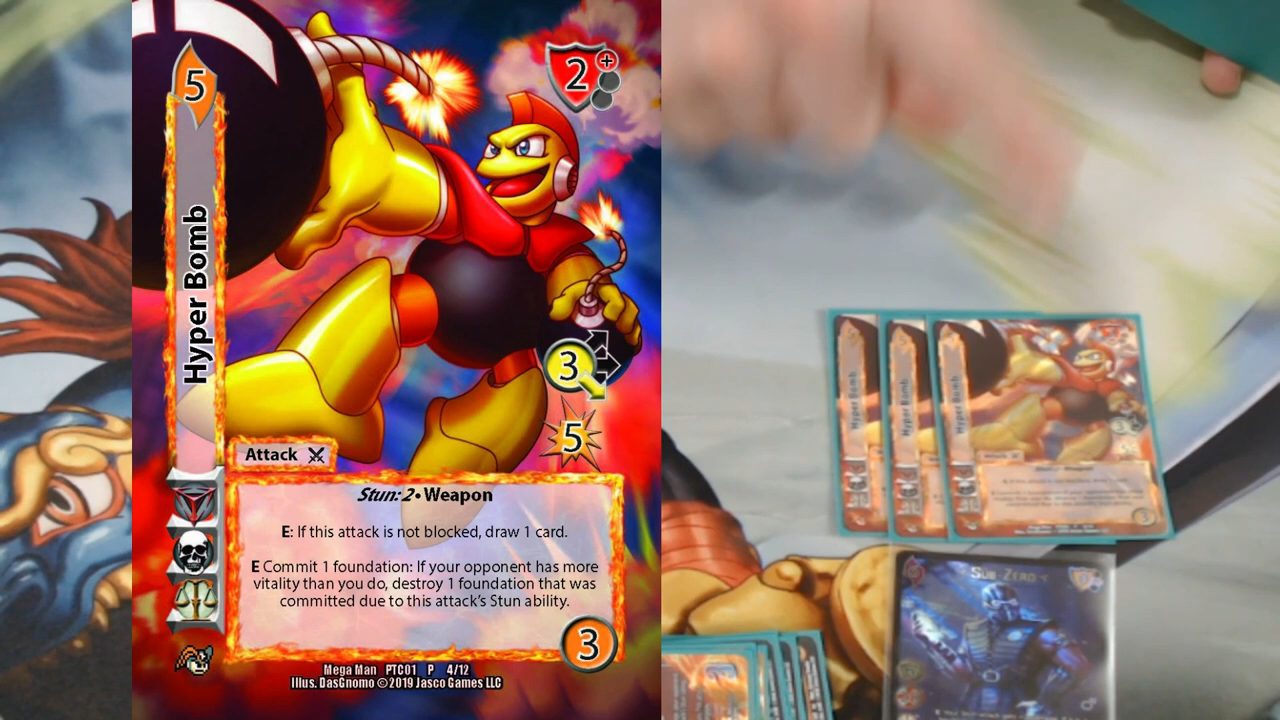 5
2 +
Hyper Bomb
3
5
Attack
Stun: 2 • Weapon
E: If this attack is not blocked, draw 1 card.
E Commit 1 foundation: If your opponent has more
vitality than you do, destroy 1 foundation that was
committed due to this attack's Stun ability.
3
Mega Man PTC01 P 4/12
Illus. DasGnomo ©2019 Jasco Games LLC
Hyper Bomb
Hyper Bomb
Hyper Bomb
Attack
3
Sub-Zero